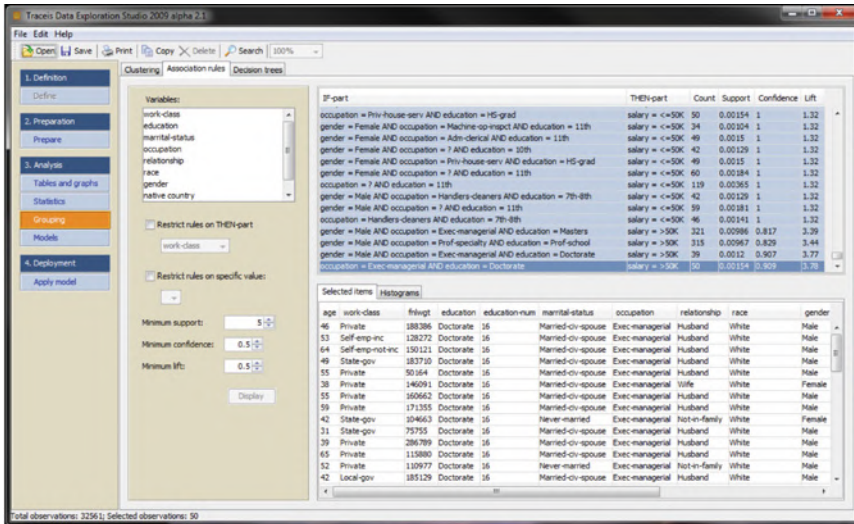 Traceis Data Exploration Studio 2009 alpha 2.1
File Edit Help
Open Save Print Copy Delete Search 100%
1. Definition
Define
2. Preparation
Prepare
3. Analysis
Tables and graphs
Statistics
Grouping
Models
4. Deployment
Apply model
Clustering Association rules Decision trees
Variables:
work-class
education
marrital-status
occupation
relationship
race
gender
native country
Restrict rules on THEN-part
work-class
Restrict rules on specific value:
Minimum support: 5
Minimum confidence: 0.5
Minimum lift: 0.5
Display
IF-part THEN-part Count Support Confidence Lift
occupation = Priv-house-serv AND education = HS-grad salary = <=50K 50 0.00154 1 1.32
gender = Female AND occupation = Machine-op-inspct AND education = 11th salary = <=50K 34 0.00104 1 1.32
gender = Female AND occupation = Adm-clerical AND education = 11th salary = <=50K 49 0.0015 1 1.32
gender = Female AND occupation = ? AND education = 10th salary = <=50K 42 0.00129 1 1.32
gender = Female AND occupation = Priv-house-serv AND education = HS-grad salary = <=50K 49 0.0015 1 1.32
gender = Female AND occupation = ? AND education = 11th salary = <=50K 60 0.00184 1 1.32
occupation = ? AND education = 11th salary = <=50K 119 0.00365 1 1.32
gender = Male AND occupation = Handlers-cleaners AND education = 7th-8th salary = <=50K 42 0.00129 1 1.32
gender = Male AND occupation = ? AND education = 11th salary = <=50K 59 0.00181 1 1.32
occupation = Handlers-cleaners AND education = 7th-8th salary = <=50K 46 0.00141 1 1.32
gender = Male AND occupation = Exec-managerial AND education = Masters salary = >50K 321 0.00986 0.817 3.39
gender = Male AND occupation = Prof-specialty AND education = Prof-school salary = >50K 315 0.00967 0.829 3.44
gender = Male AND occupation = Exec-managerial AND education = Doctorate salary = >50K 39 0.0012 0.907 3.77
occupation = Exec-managerial AND education = Doctorate salary = >50K 50 0.00154 0.909 3.78
Selected items Histograms
age work-class fnlwgt education education-num marrital-status occupation relationship race gender
46 Private 188386 Doctorate 16 Married-civ-spouse Exec-managerial Husband White Male
53 Self-emp-inc 128272 Doctorate 16 Married-civ-spouse Exec-managerial Husband White Male
64 Self-emp-not-inc 150121 Doctorate 16 Married-civ-spouse Exec-managerial Husband White Male
49 State-gov 183710 Doctorate 16 Married-civ-spouse Exec-managerial Husband White Male
55 Private 50164 Doctorate 16 Married-civ-spouse Exec-managerial Husband White Male
38 Private 146091 Doctorate 16 Married-civ-spouse Exec-managerial Wife White Female
55 Private 160662 Doctorate 16 Married-civ-spouse Exec-managerial Husband White Male
59 Private 171355 Doctorate 16 Married-civ-spouse Exec-managerial Husband White Male
42 State-gov 104663 Doctorate 16 Never-married Exec-managerial Not-in-family White Female
31 State-gov 75755 Doctorate 16 Married-civ-spouse Exec-managerial Husband White Male
39 Private 286789 Doctorate 16 Married-civ-spouse Exec-managerial Husband White Male
65 Private 115880 Doctorate 16 Married-civ-spouse Exec-managerial Husband White Male
52 Private 110977 Doctorate 16 Never-married Exec-managerial Not-in-family White Male
42 Local-gov 185129 Doctorate 16 Married-civ-spouse Exec-managerial Husband White Male
Total observations: 32561; Selected observations: 50